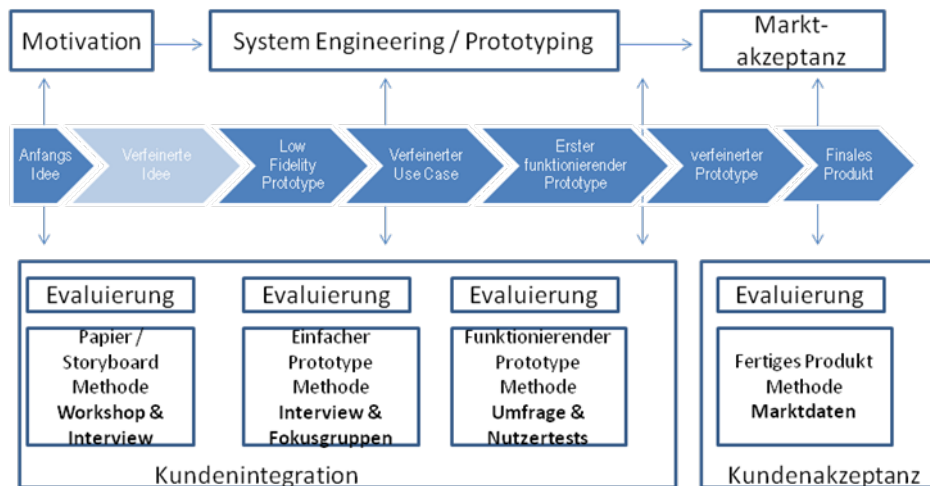 Motivation
System Engineering / Prototyping
Markt-
akzeptanz
Anfangs
Idee
Verfeinerte
Idee
Low
Fidelity
Prototype
Verfeinerter
Use Case
Erster
funktionierender
Prototype
verfeinerter
Prototype
Finales
Produkt
Evaluierung
Papier /
Storyboard
Methode
Workshop &
Interview
Evaluierung
Einfacher
Prototype
Methode
Interview &
Fokusgruppen
Evaluierung
Funktionierender
Prototype
Methode
Umfrage &
Nutzertests
Kundenintegration
Evaluierung
Fertiges Produkt
Methode
Marktdaten
Kundenakzeptanz